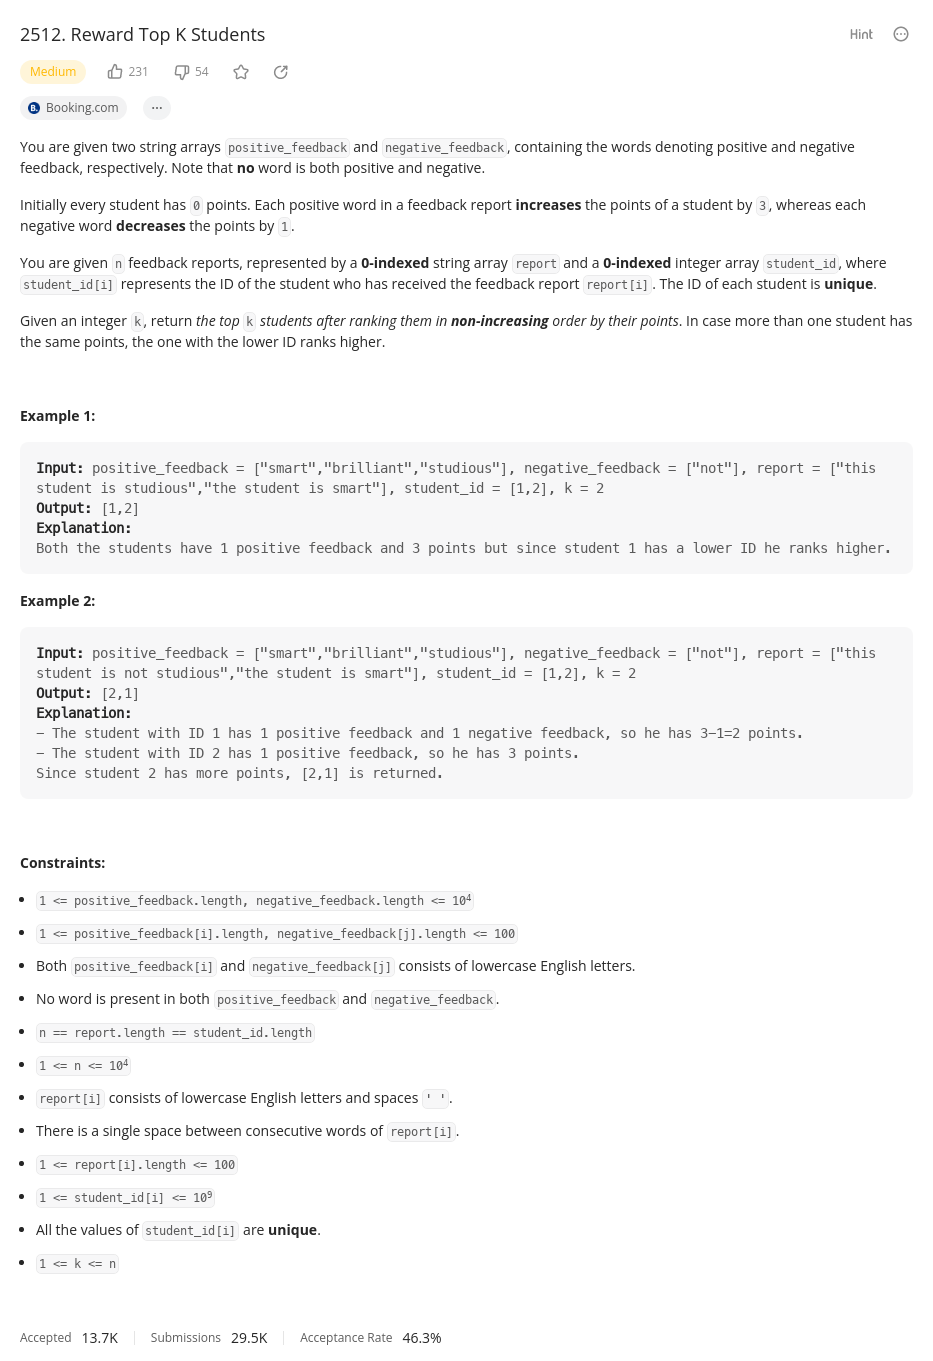 2512. Reward Top K Students
Hint
Medium 231 54
B. Booking.com ...
You are given two string arrays positive_feedback and negative_feedback, containing the words denoting positive and negative
feedback, respectively. Note that no word is both positive and negative.
Initially every student has 0 points. Each positive word in a feedback report increases the points of a student by 3, whereas each
negative word decreases the points by 1.
You are given n feedback reports, represented by a 0-indexed string array report and a 0-indexed integer array student_id, where
student_id[i] represents the ID of the student who has received the feedback report report[i]. The ID of each student is unique.
Given an integer k, return the top k students after ranking them in non-increasing order by their points. In case more than one student has
the same points, the one with the lower ID ranks higher.
Example 1:
Input: positive_feedback = ["smart","brilliant","studious"], negative_feedback = ["not"], report = ["this
student is studious","the student is smart"], student_id = [1,2], k = 2
Output: [1,2]
Explanation:
Both the students have 1 positive feedback and 3 points but since student 1 has a lower ID he ranks higher.
Example 2:
Input: positive_feedback = ["smart","brilliant","studious"], negative_feedback = ["not"], report = ["this
student is not studious","the student is smart"], student_id = [1,2], k = 2
Output: [2,1]
Explanation:
– The student with ID 1 has 1 positive feedback and 1 negative feedback, so he has 3–1=2 points.
– The student with ID 2 has 1 positive feedback, so he has 3 points.
Since student 2 has more points, [2,1] is returned.
Constraints:
• 1 <= positive_feedback.length, negative_feedback.length <= 10⁴
• 1 <= positive_feedback[i].length, negative_feedback[j].length <= 100
• Both positive_feedback[i] and negative_feedback[j] consists of lowercase English letters.
• No word is present in both positive_feedback and negative_feedback.
• n == report.length == student_id.length
• 1 <= n <= 10⁴
• report[i] consists of lowercase English letters and spaces ' '.
• There is a single space between consecutive words of report[i].
• 1 <= report[i].length <= 100
• 1 <= student_id[i] <= 10⁹
• All the values of student_id[i] are unique.
• 1 <= k <= n
Accepted 13.7K Submissions 29.5K Acceptance Rate 46.3%